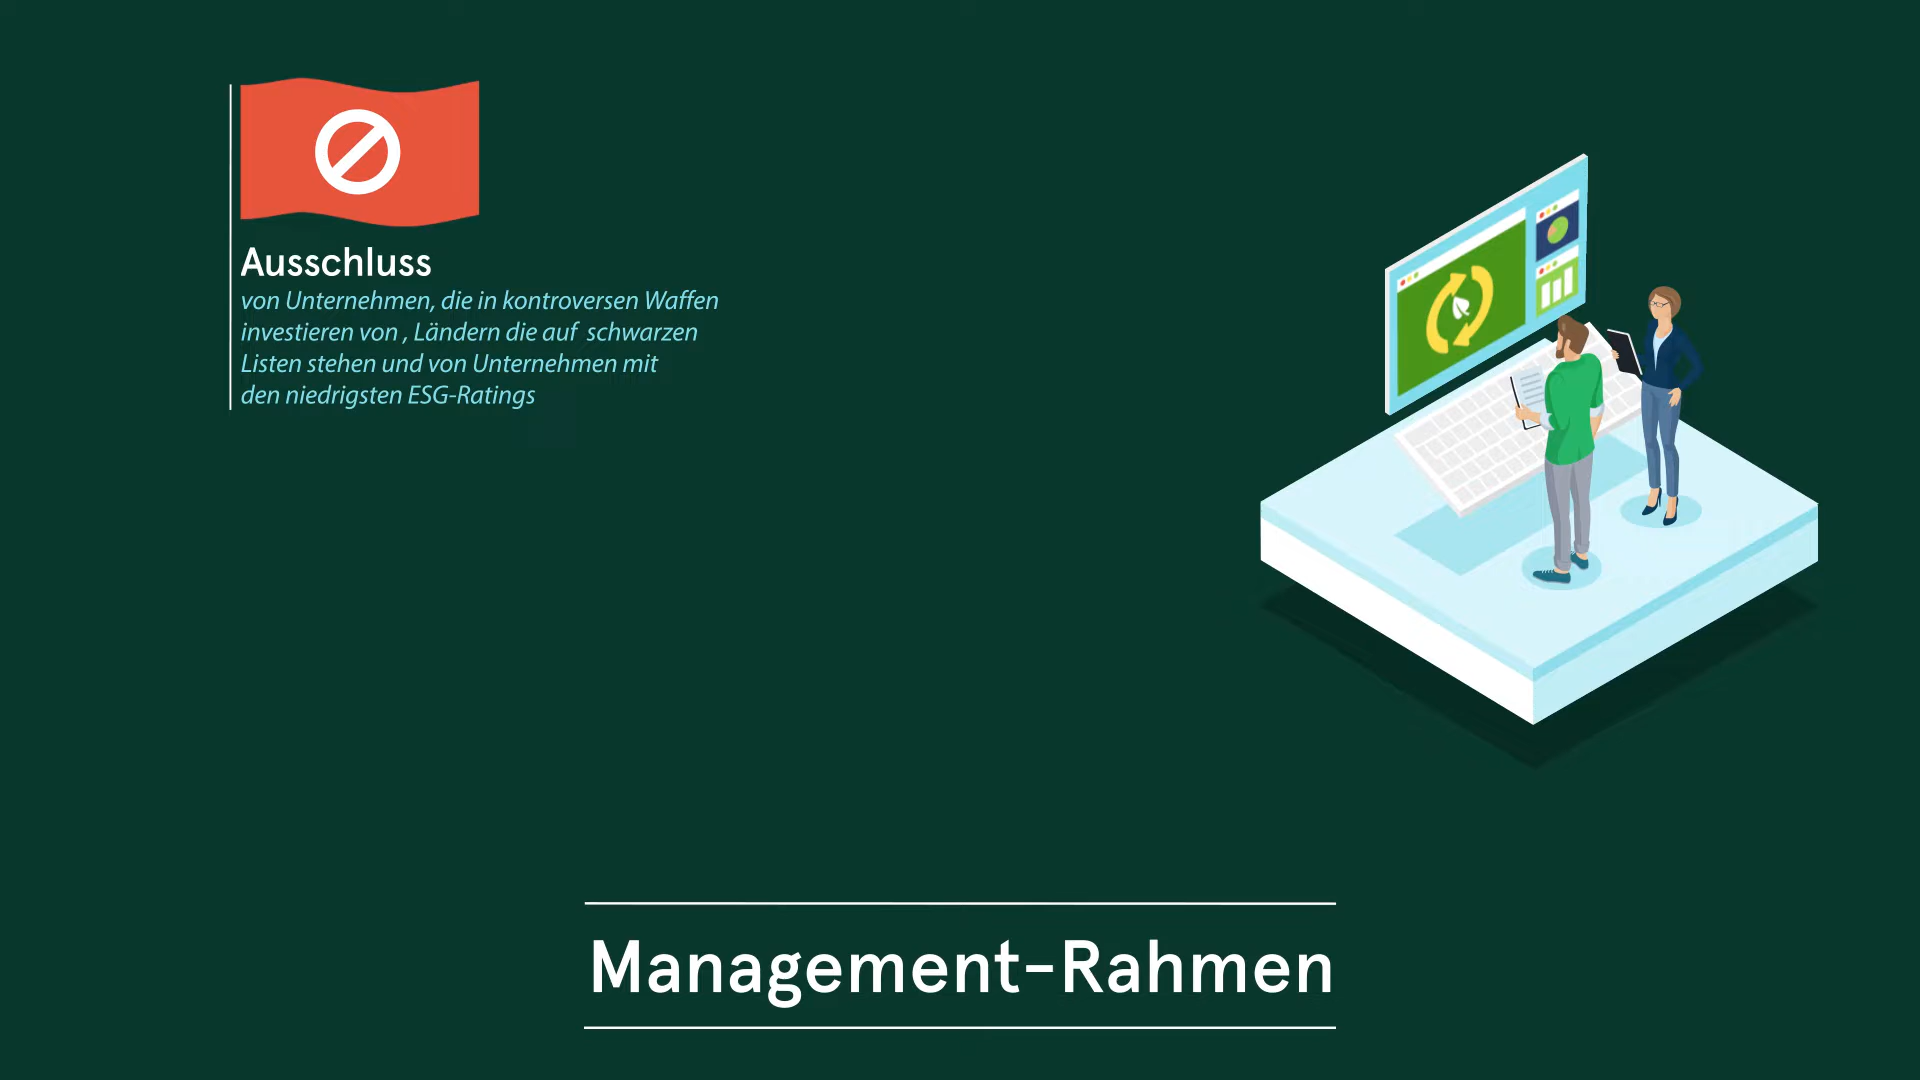 Ausschluss
von Unternehmen, die in kontroversen Waffen
investieren von , Ländern die auf schwarzen
Listen stehen und von Unternehmen mit
den niedrigsten ESG-Ratings
Management-Rahmen